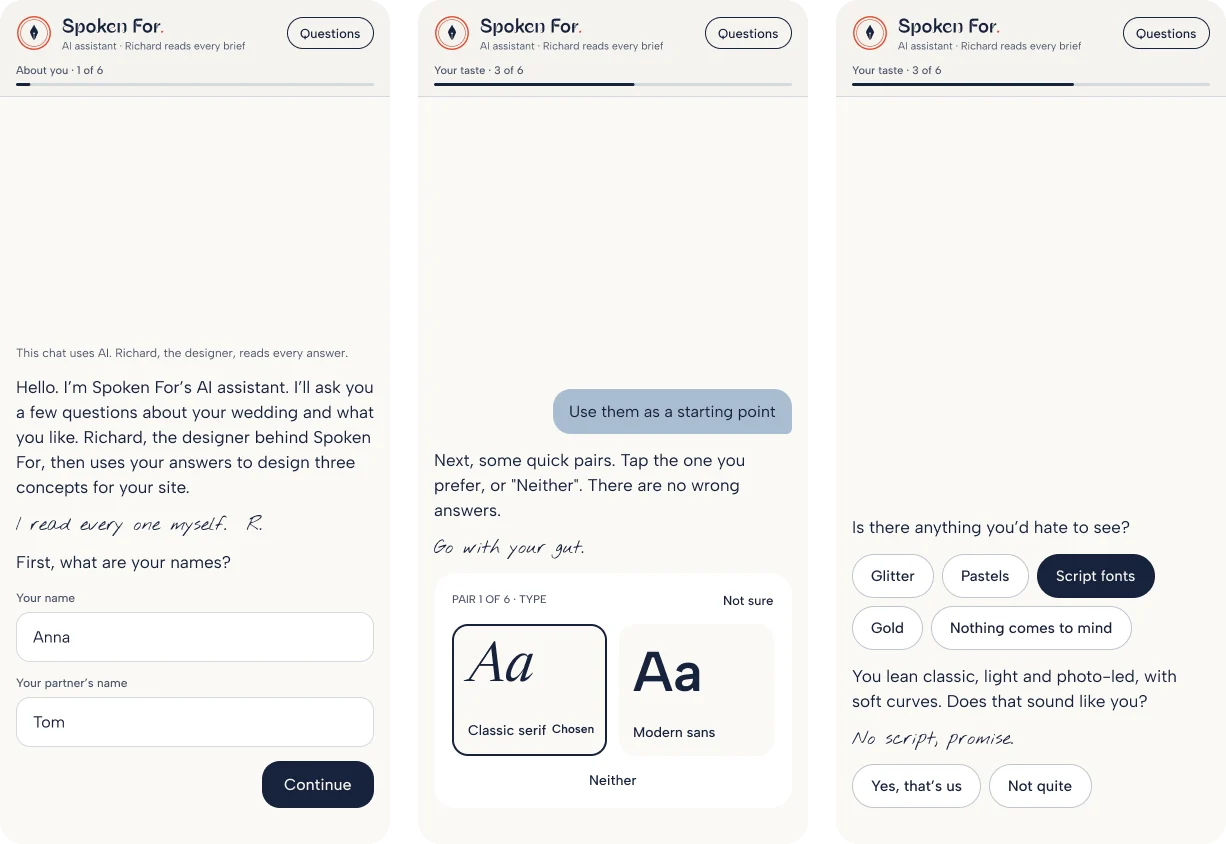 Spoken For.
AI assistant · Richard reads every brief
Questions
About you · 1 of 6
This chat uses AI. Richard, the designer, reads every answer.
Hello. I’m Spoken For’s AI assistant. I’ll ask you
a few questions about your wedding and what
you like. Richard, the designer behind Spoken
For, then uses your answers to design three
concepts for your site.
I read every one myself. R.
First, what are your names?
Your name
Anna
Your partner’s name
Tom
Continue
Spoken For.
AI assistant · Richard reads every brief
Questions
Your taste · 3 of 6
Use them as a starting point
Next, some quick pairs. Tap the one you
prefer, or "Neither". There are no wrong
answers.
Go with your gut.
PAIR 1 OF 6 · TYPE
Not sure
Aa
Classic serif Chosen
Aa
Modern sans
Neither
Spoken For.
AI assistant · Richard reads every brief
Questions
Your taste · 3 of 6
Is there anything you’d hate to see?
Glitter
Pastels
Script fonts
Gold
Nothing comes to mind
You lean classic, light and photo-led, with
soft curves. Does that sound like you?
No script, promise.
Yes, that’s us
Not quite